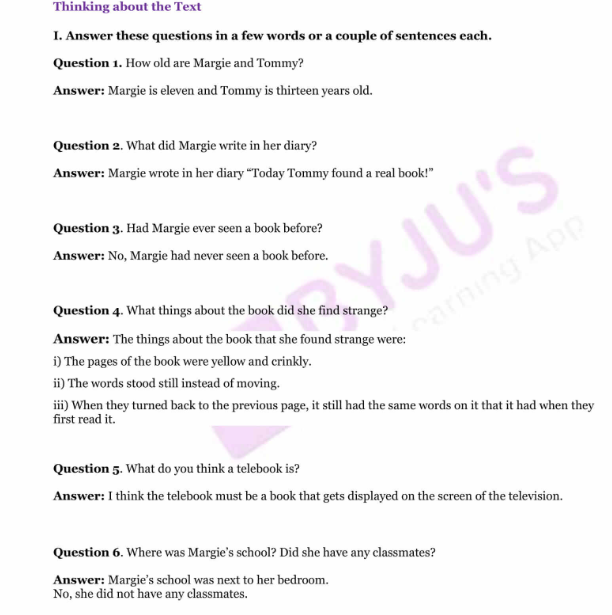 Thinking about the Text
I. Answer these questions in a few words or a couple of sentences each.
Question 1. How old are Margie and Tommy?
Answer: Margie is eleven and Tommy is thirteen years old.
Question 2. What did Margie write in her diary?
Answer: Margie wrote in her diary “Today Tommy found a real book!”
Question 3. Had Margie ever seen a book before?
Answer: No, Margie had never seen a book before.
Question 4. What things about the book did she find strange?
Answer: The things about the book that she found strange were:
i) The pages of the book were yellow and crinkly.
ii) The words stood still instead of moving.
iii) When they turned back to the previous page, it still had the same words on it that it had when they
first read it.
Question 5. What do you think a telebook is?
Answer: I think the telebook must be a book that gets displayed on the screen of the television.
Question 6. Where was Margie’s school? Did she have any classmates?
Answer: Margie’s school was next to her bedroom.
No, she did not have any classmates.
BYJU'S
earning App